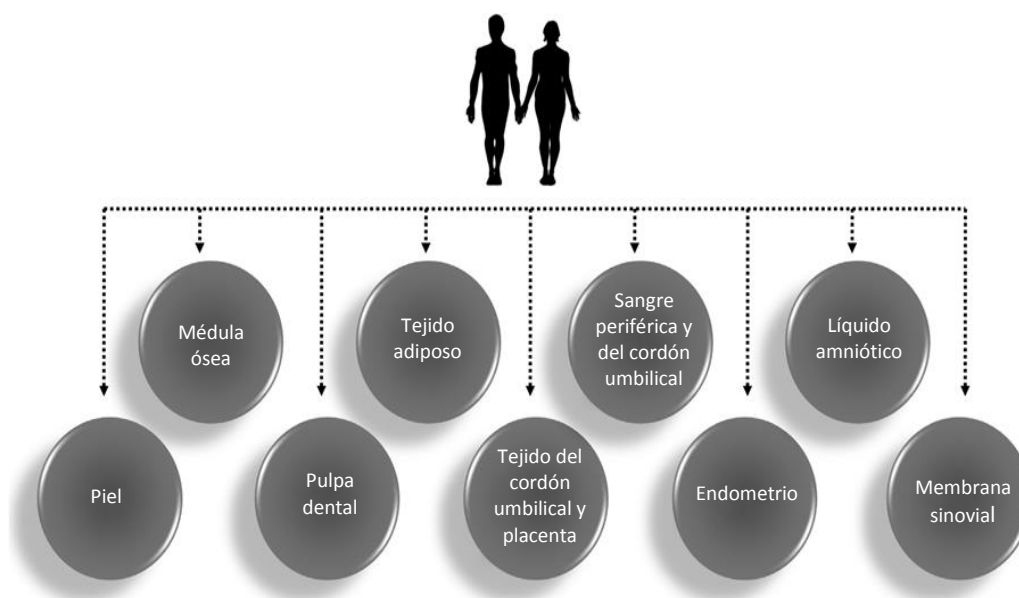 Médula
ósea
Tejido
adiposo
Sangre
periférica y
del cordón
umbilical
Líquido
amniótico
Piel
Pulpa
dental
Tejido del
cordón
umbilical y
placenta
Endometrio
Membrana
sinovial